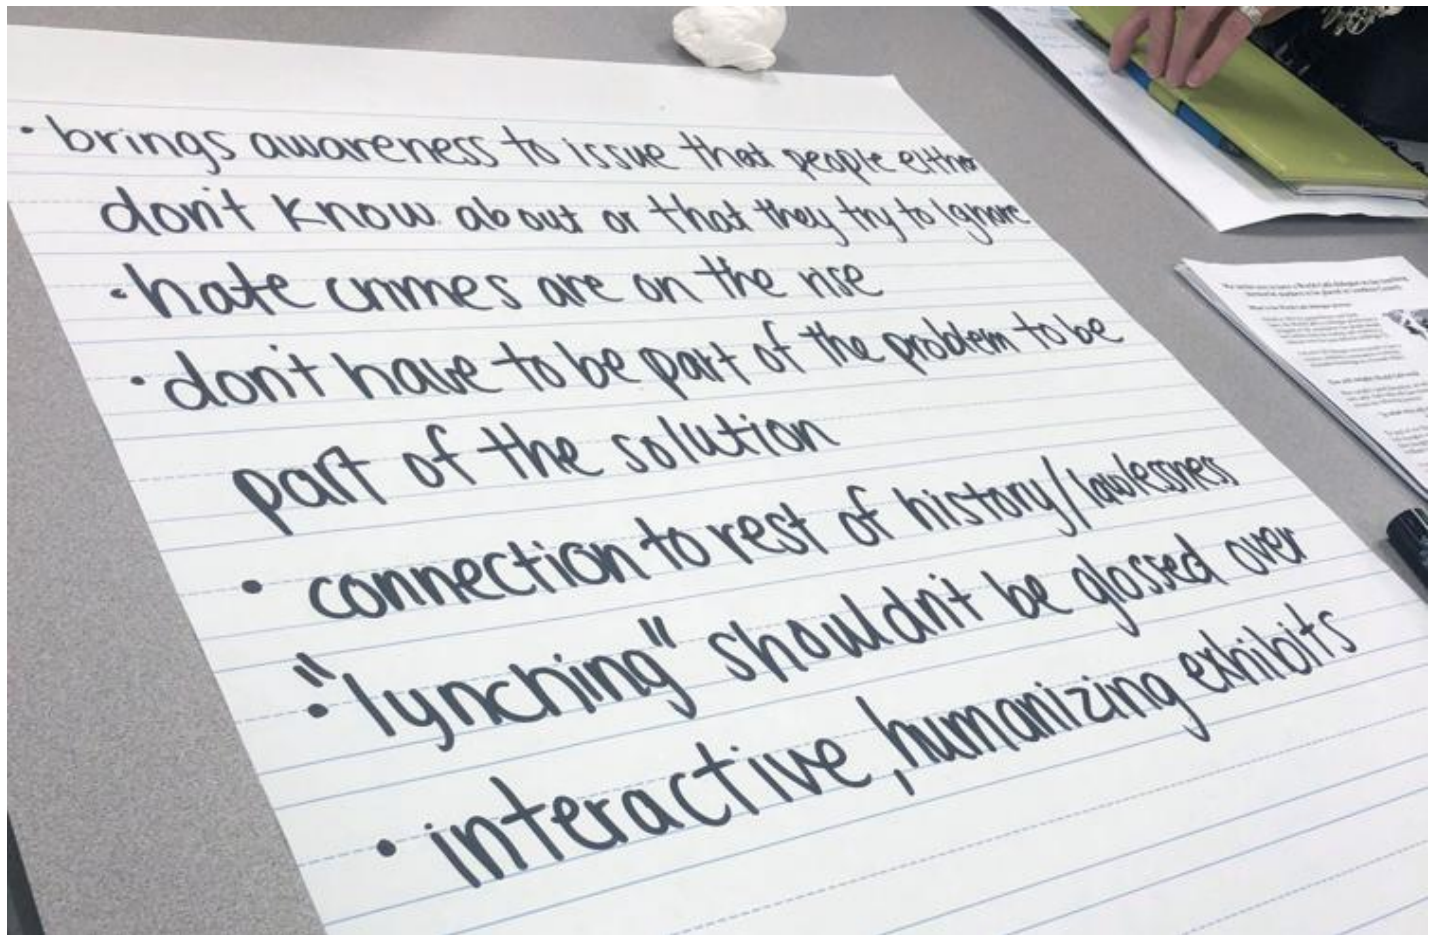 • brings awareness to issue that people either
don't know about or that they try to Ignore
• hate crimes are on the rise
• don't have to be part of the problem to be
part of the solution
• connection to rest of history/lawlessness
• "lynching" shouldn't be glossed over
• interactive, humanizing exhibits